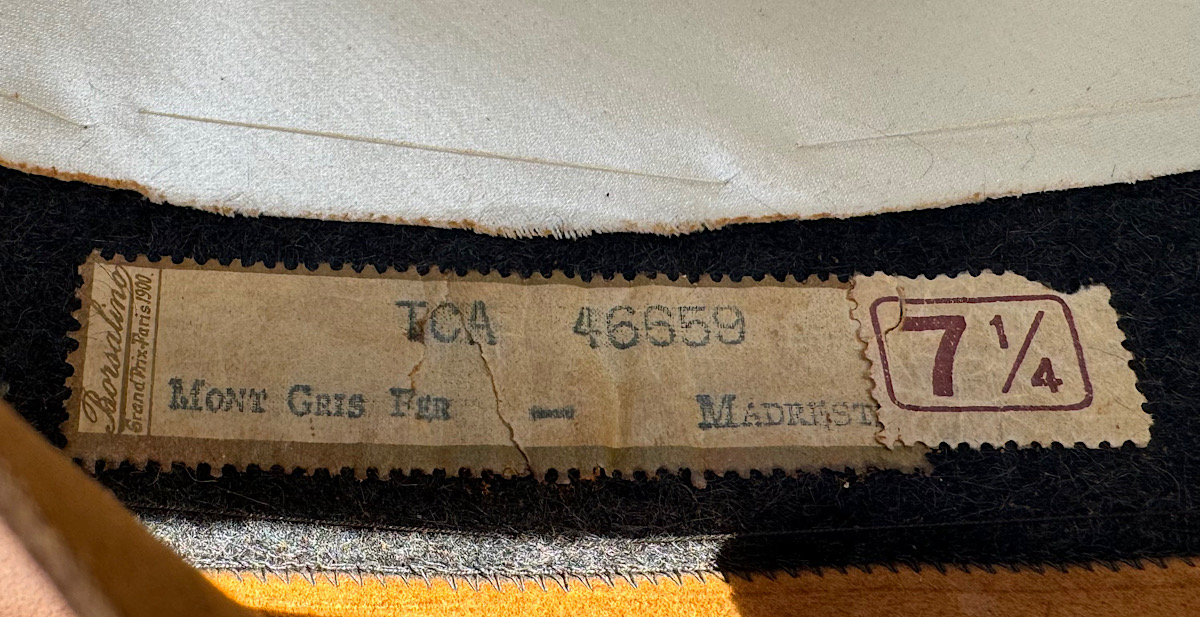 Borsalino
Grand Prix-Paris 1900.
TCA 46659
MONT GRIS FER — MADREST
7 1/4